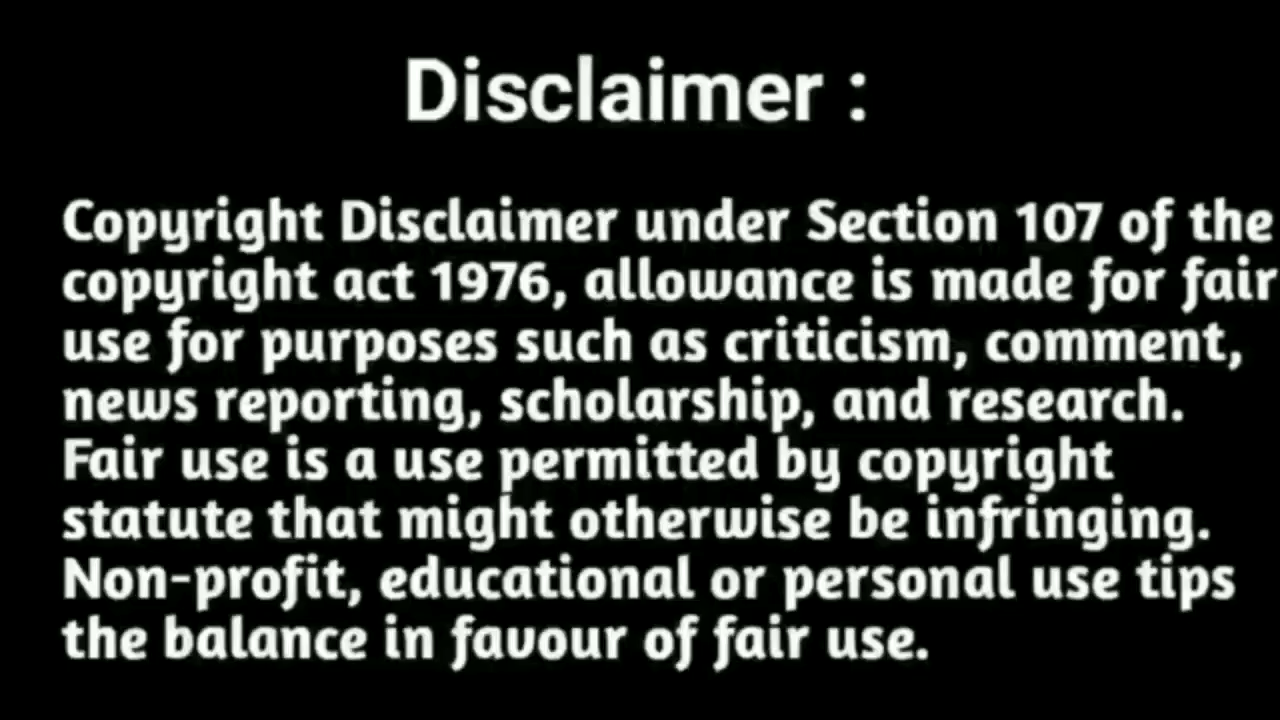 Disclaimer :
Copyright Disclaimer under Section 107 of the
copyright act 1976, allowance is made for fair
use for purposes such as criticism, comment,
news reporting, scholarship, and research.
Fair use is a use permitted by copyright
statute that might otherwise be infringing.
Non-profit, educational or personal use tips
the balance in favour of fair use.